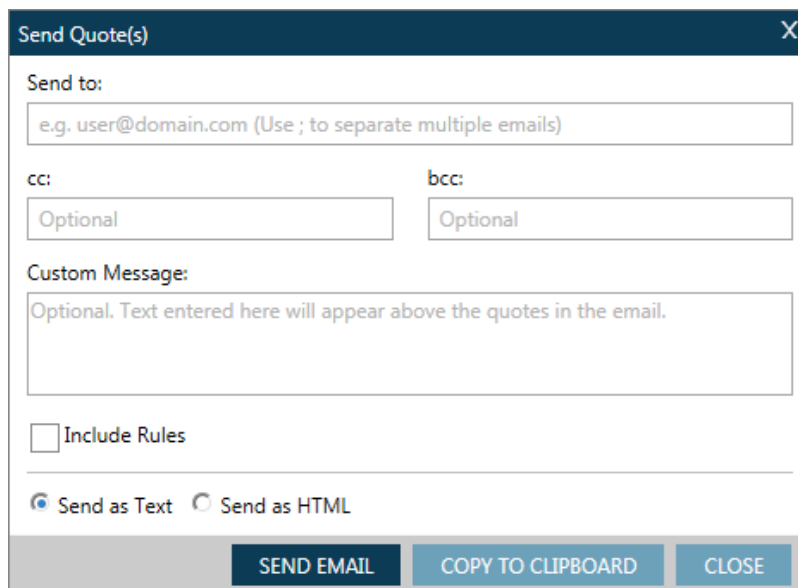 Send Quote(s) X
Send to:
e.g. user@domain.com (Use ; to separate multiple emails)
cc: bcc:
Optional Optional
Custom Message:
Optional. Text entered here will appear above the quotes in the email.
Include Rules
Send as Text Send as HTML
SEND EMAIL COPY TO CLIPBOARD CLOSE